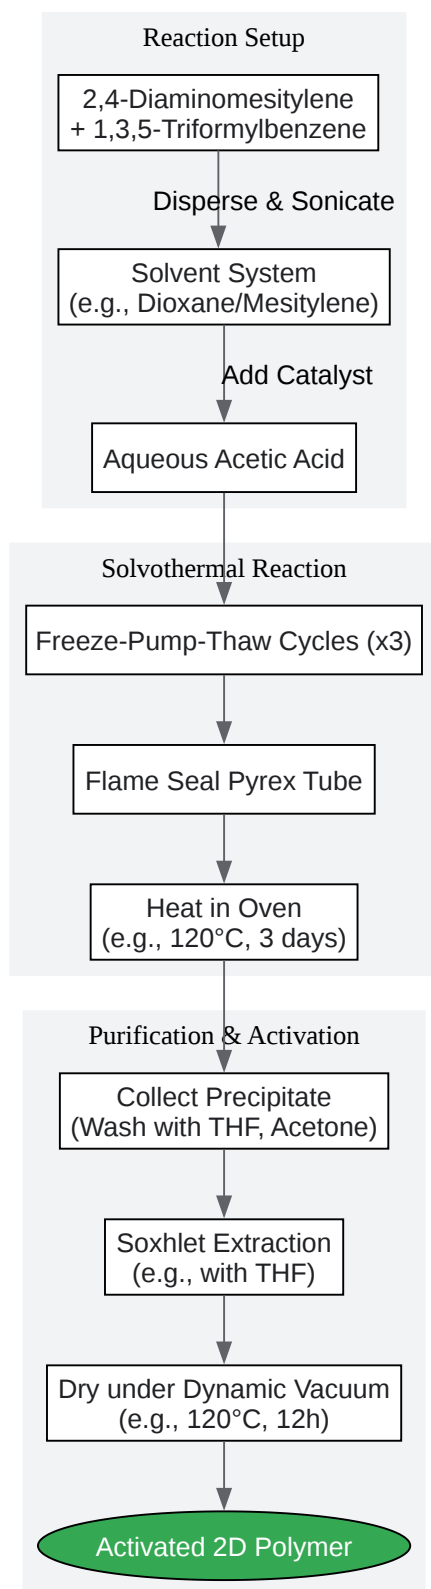 Reaction Setup
2,4-Diaminomesitylene
+ 1,3,5-Triformylbenzene
Disperse & Sonicate
Solvent System
(e.g., Dioxane/Mesitylene)
Add Catalyst
Aqueous Acetic Acid
Solvothermal Reaction
Freeze-Pump-Thaw Cycles (x3)
Flame Seal Pyrex Tube
Heat in Oven
(e.g., 120°C, 3 days)
Purification & Activation
Collect Precipitate
(Wash with THF, Acetone)
Soxhlet Extraction
(e.g., with THF)
Dry under Dynamic Vacuum
(e.g., 120°C, 12h)
Activated 2D Polymer